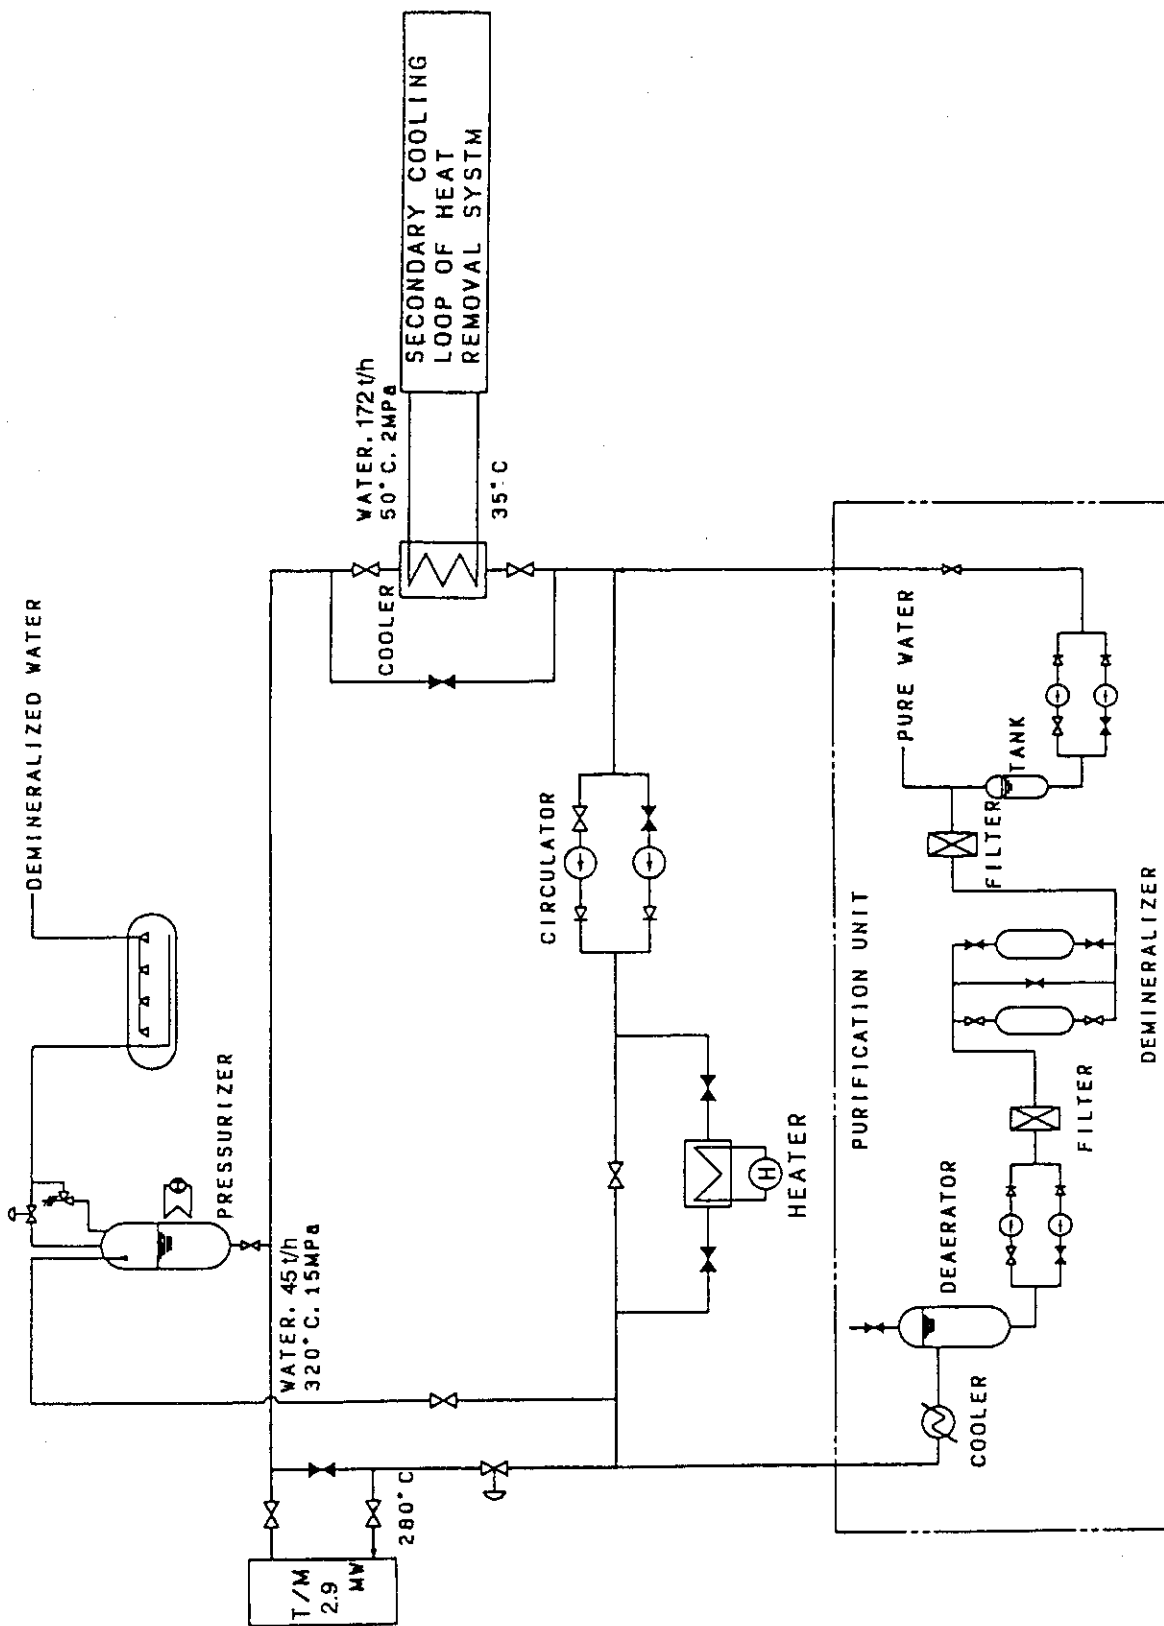 DEMINERALIZED WATER
PRESSURIZER
WATER. 45t/h
320°C. 15MPa
T/M
2.9
MW
280°C
WATER. 172t/h
50°C. 2MPa
35°C
COOLER
SECONDARY COOLING
LOOP OF HEAT
REMOVAL SYSTM
CIRCULATOR
H
HEATER
PURIFICATION UNIT
COOLER
DEAERATOR
FILTER
DEMINERALIZER
FILTER
TANK
PURE WATER